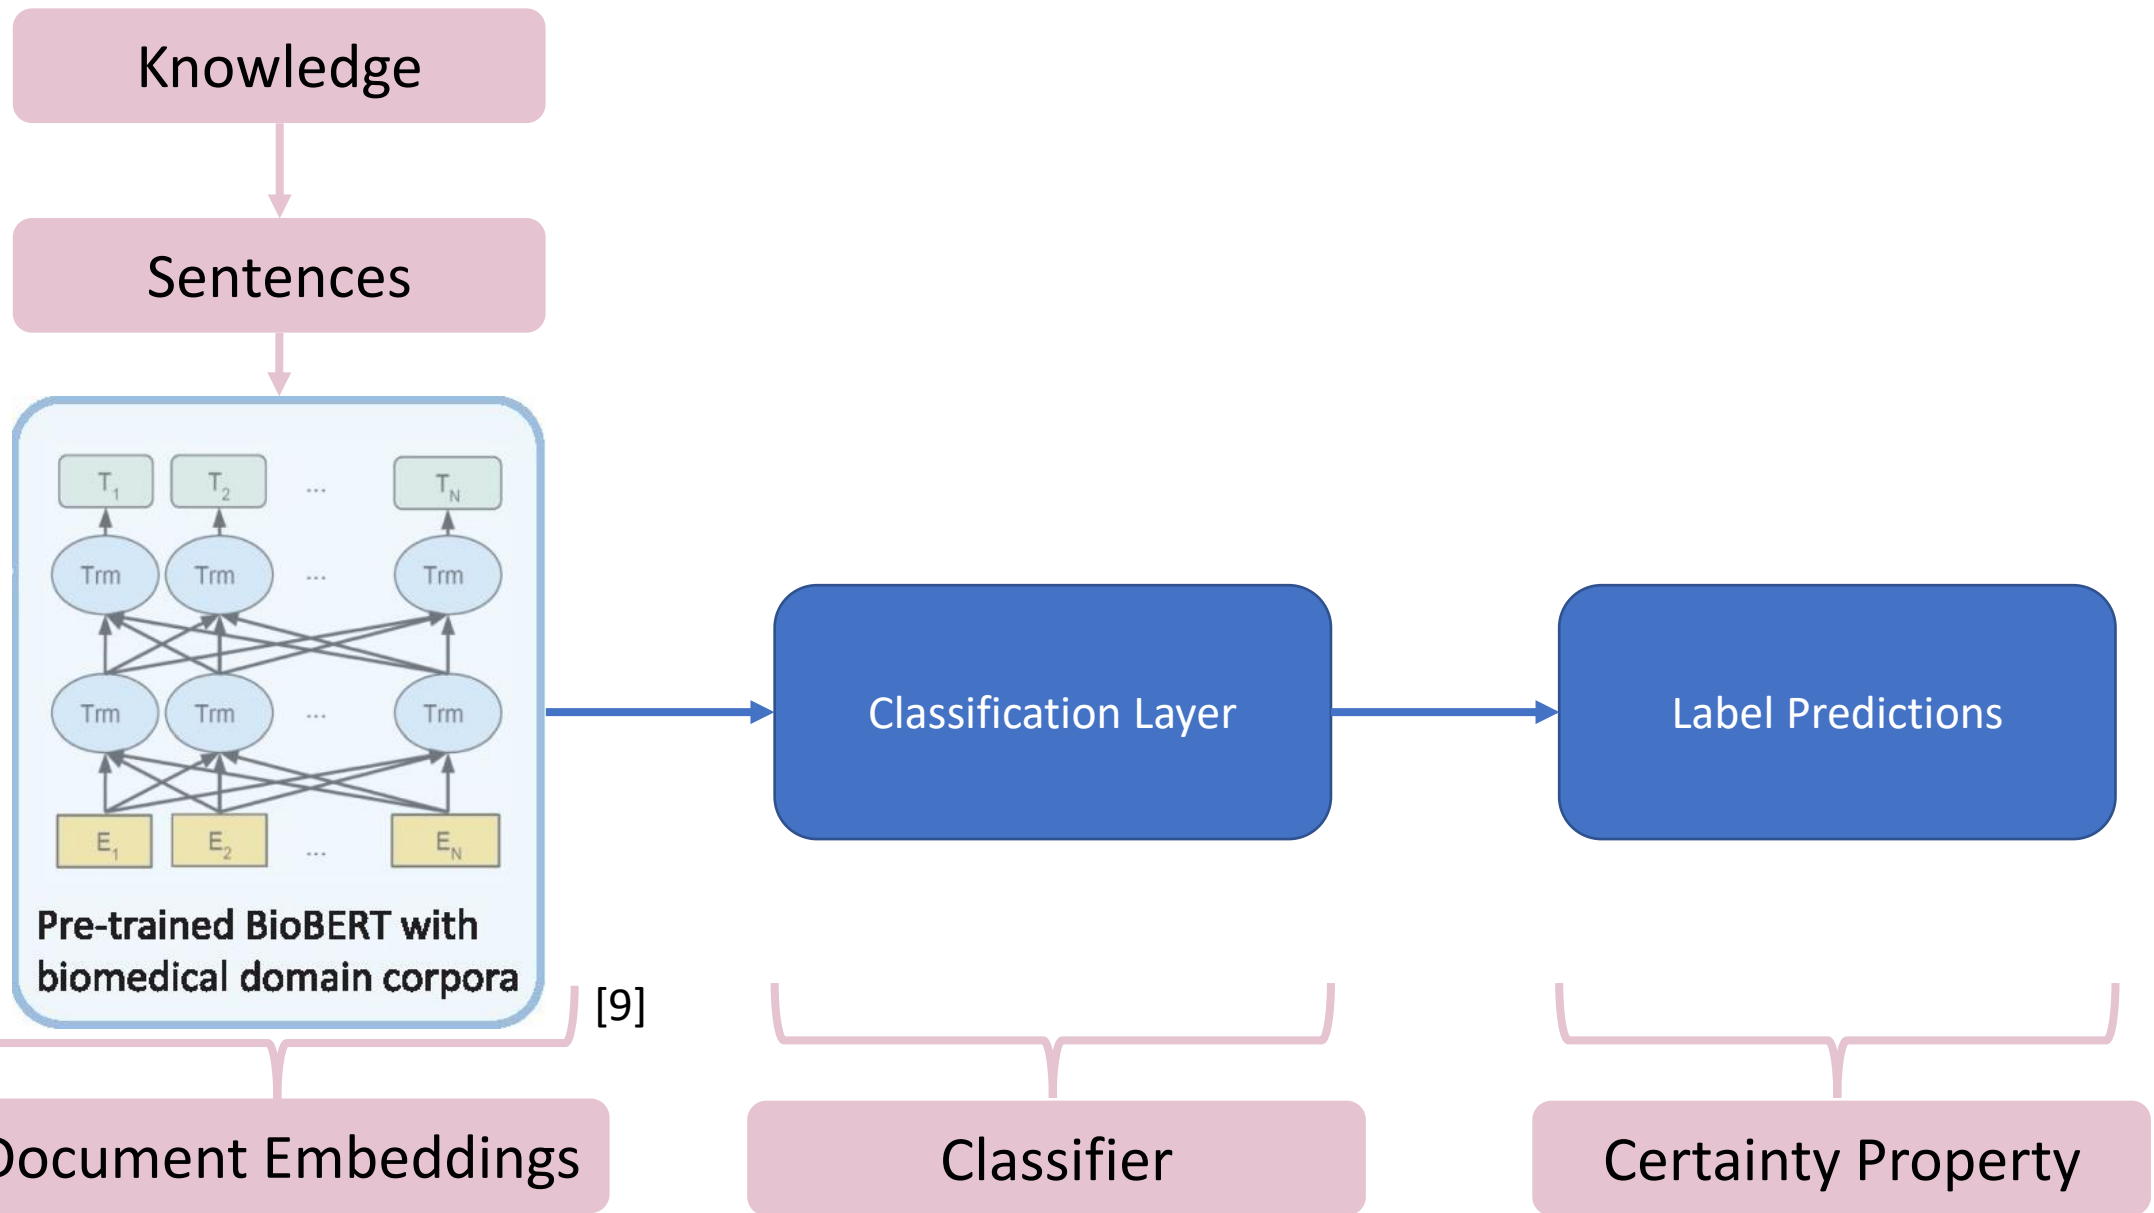 Knowledge
Sentences
T1 T2 ... TN
Trm Trm ... Trm
Trm Trm ... Trm
E1 E2 ... EN
Pre-trained BioBERT with
biomedical domain corpora
[9]
Classification Layer
Label Predictions
Document Embeddings
Classifier
Certainty Property